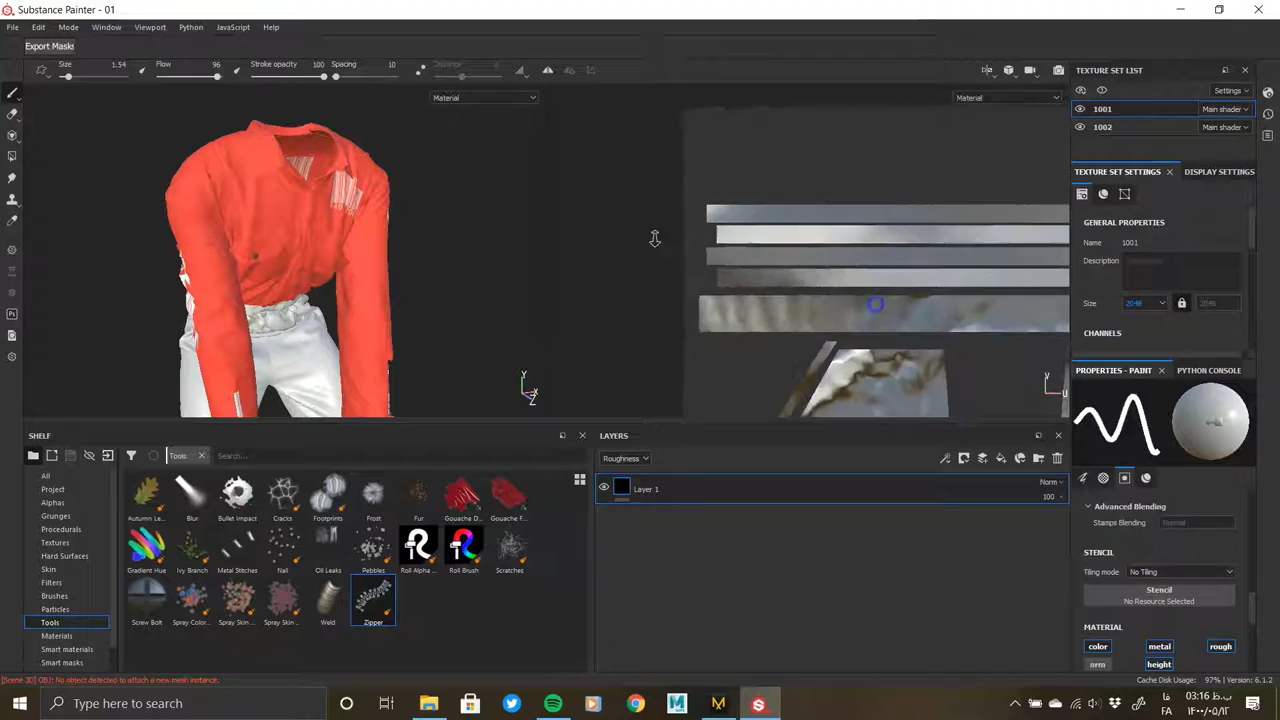 Substance Painter - 01
File Edit Mode Window Viewport Python JavaScript Help
Export Masks
Size 1.54 Flow 96 Stroke opacity 100 Spacing 10 Distance
Material
Material
TEXTURE SET LIST
Settings
1001 Main shader
1002 Main shader
TEXTURE SET SETTINGS DISPLAY SETTINGS
GENERAL PROPERTIES
Name 1001
Description
Size 2048 2048
CHANNELS
PROPERTIES - PAINT PYTHON CONSOLE
Advanced Blending
Stamps Blending Normal
STENCIL
Tiling mode No Tiling
Stencil
No Resource Selected
MATERIAL
color metal rough
nrm height
Y
X
Z
V
U
SHELF
Tools Search...
All
Project
Alphas
Grunges
Procedurals
Textures
Hard Surfaces
Skin
Filters
Brushes
Particles
Tools
Materials
Smart materials
Smart masks
Autumn Le... Blur Bullet Impact Cracks Footprints Frost Fur Gouache D... Gouache F...
Gradient Hue Ivy Branch Metal Stitches Nail Oil Leaks Pebbles Roll Alpha ... Roll Brush Scratches
Screw Bolt Spray Color... Spray Skin ... Spray Skin ... Weld Zipper
LAYERS
Roughness
Layer 1 Norm
100
[Scene 3D] OBJ: No object detected to attach a new mesh instance.
Cache Disk Usage: 97% | Version: 6.1.2
Type here to search
فا
FA
03:16 ب.ظ
۱۴۰۰/۰۵/۱۲